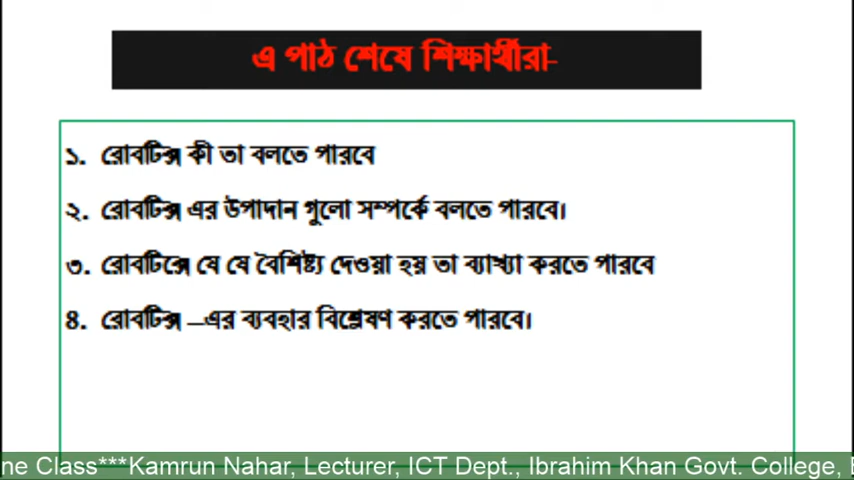 এ পাঠ শেষে শিক্ষার্থীরা-
১. রোবটিক্স কী তা বলতে পারবে
২. রোবটিক্স এর উপাদান গুলো সম্পর্কে বলতে পারবে।
৩. রোবটিক্সে যে যে বৈশিষ্ট্য দেওয়া হয় তা ব্যাখ্যা করতে পারবে
8. রোবটিক্স –এর ব্যবহার বিশ্লেষণ করতে পারবে।
ne Class***Kamrun Nahar, Lecturer, ICT Dept., Ibrahim Khan Govt. College,